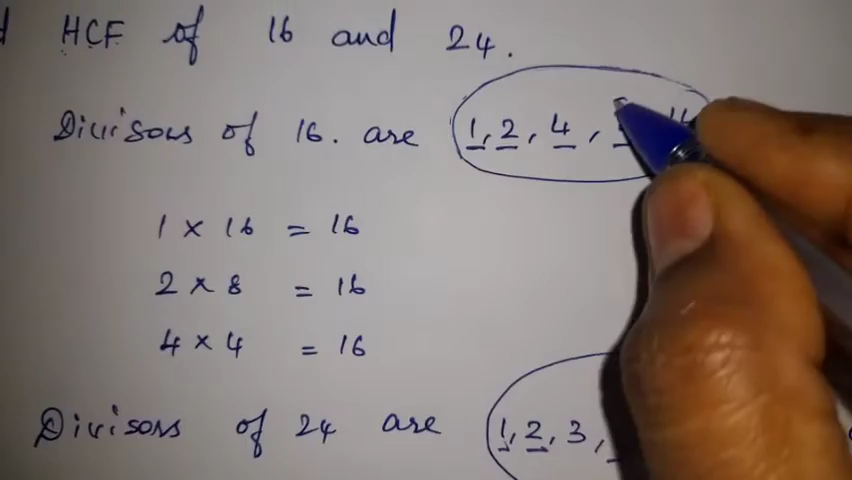 HCF of 16 and 24.
Divisors of 16. are 1, 2, 4,
1 × 16 = 16
2 × 8 = 16
4 × 4 = 16
Divisors of 24 are 1, 2, 3,